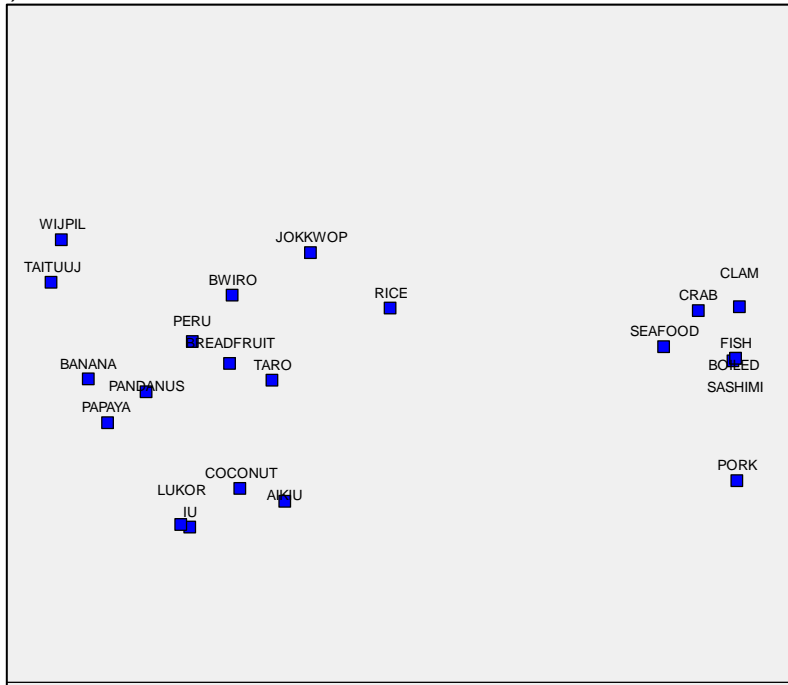 WIJPIL
JOKKWOP
TAITUUJ
CLAM
BWIRO
RICE
CRAB
PERU
SEAFOOD
BREADFRUIT
FISH
BANANA
TARO
BOILED
PANDANUS
SASHIMI
PAPAYA
PORK
COCONUT
LUKOR
AIKIU
IU